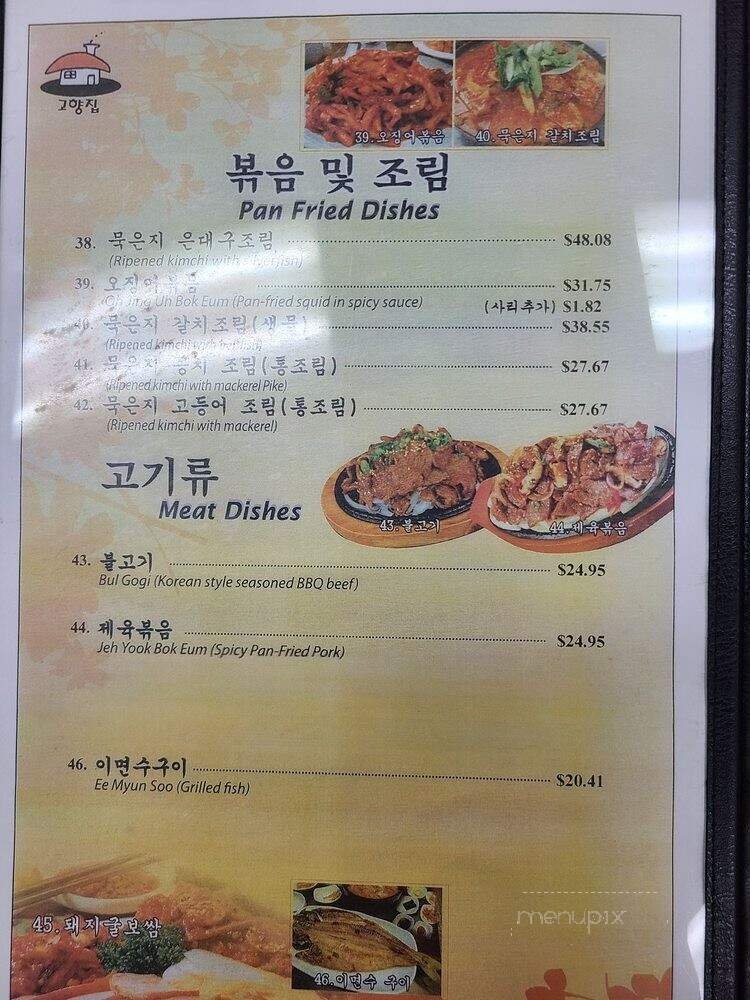 고향집
39.오징어볶음
40.묵은지 갈치조림
볶음 및 조림
Pan Fried Dishes
38. 묵은지 은대구조림 $48.08
(Ripened kimchi with
39. 오징어볶음 $31.75
Oh Jing Uh Bok Eum (Pan-fried squid in spicy sauce) (사리추가) $1.82
40. 묵은지 갈치조림(생물) $38.55
(Ripened kimchi with
41. 묵은지 꽁치 조림(통조림) $27.67
(Ripened kimchi with mackerel Pike)
42. 묵은지 고등어 조림(통조림) $27.67
(Ripened kimchi with mackerel)
고기류
Meat Dishes
43.불고기
44.제육볶음
43. 불고기 $24.95
Bul Gogi (Korean style seasoned BBQ beef)
44. 제육볶음 $24.95
Jeh Yook Bok Eum (Spicy Pan-Fried Pork)
46. 이면수구이 $20.41
Ee Myun Soo (Grilled fish)
45.돼지굴보쌈
46.이면수 구이
menupix